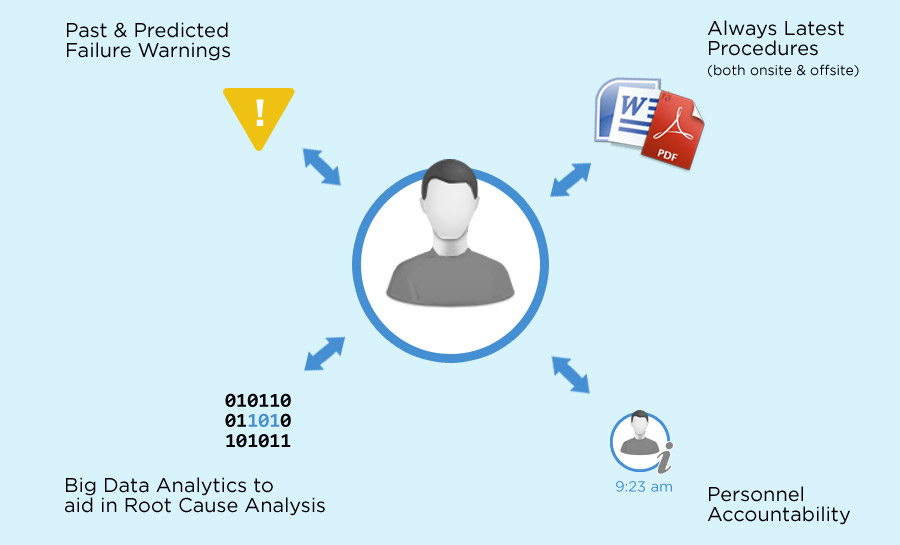 Past & Predicted
Failure Warnings
Always Latest
Procedures
(both onsite & offsite)
!
W
PDF
010110
011010
101011
i
9:23 am
Big Data Analytics to
aid in Root Cause Analysis
Personnel
Accountability